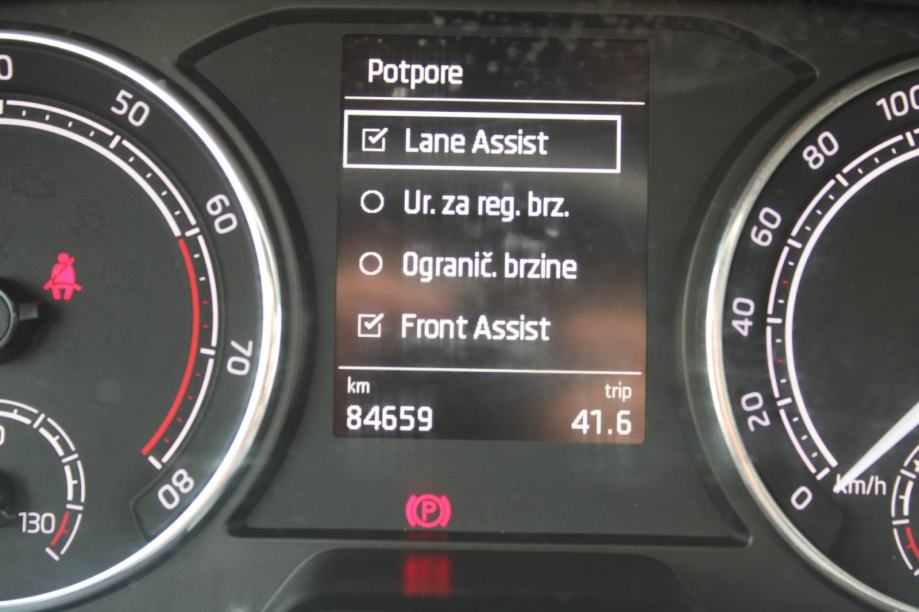 Potpore
Lane Assist
Ur. za reg. brz.
Ogranič. brzine
Front Assist
km
trip
84659
41.6
50
60
70
80
130
P
100
80
60
40
20
0
km/h